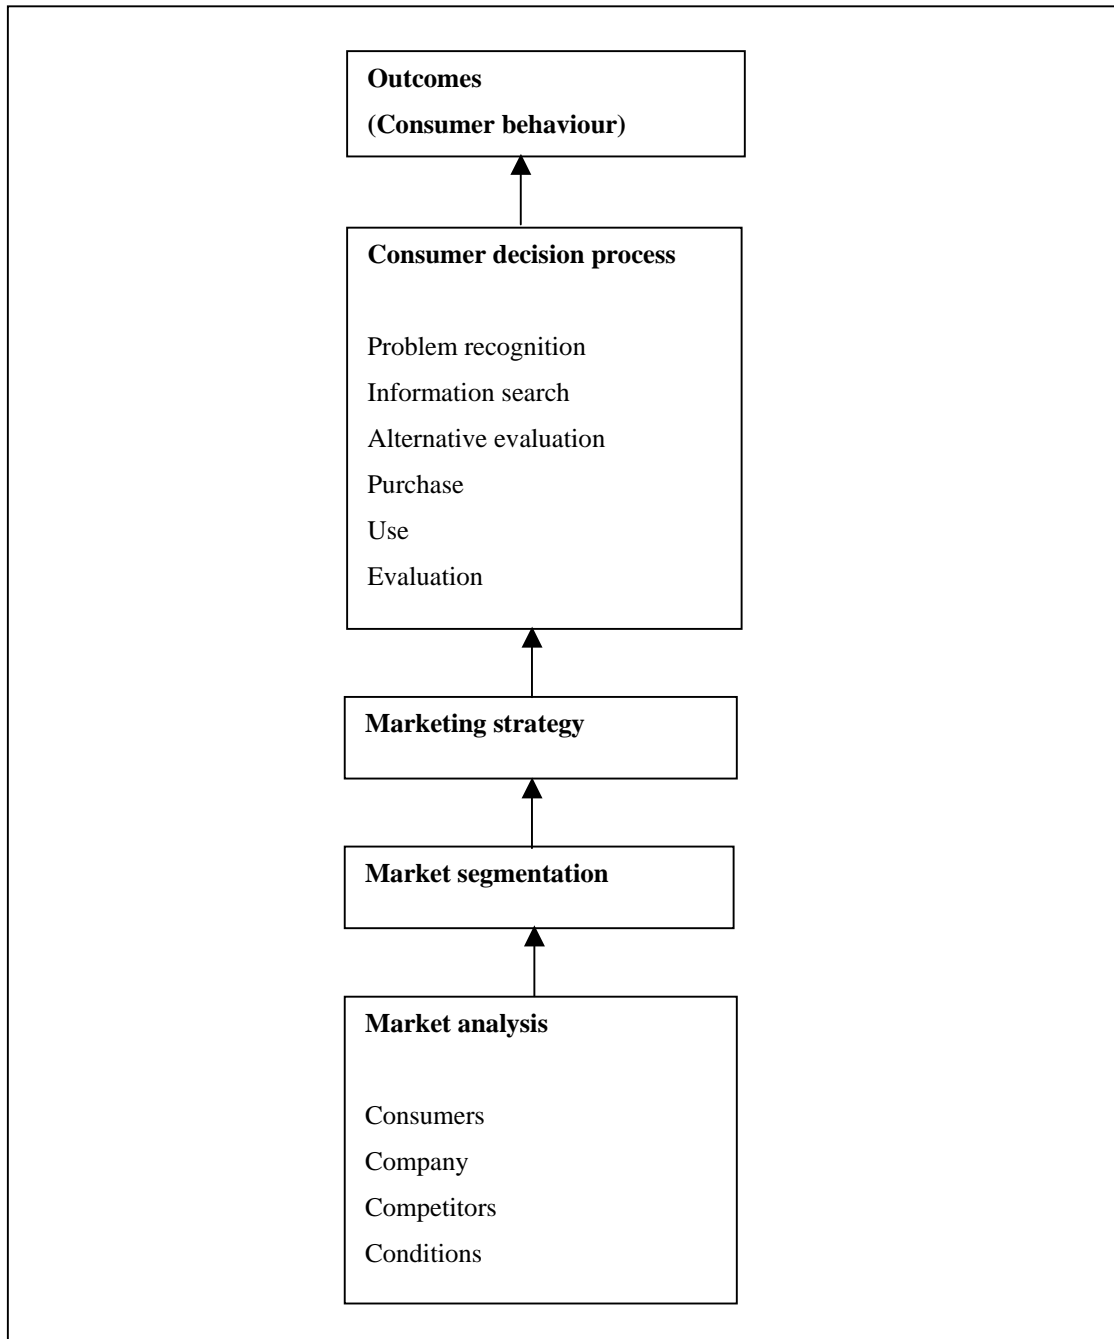 Outcomes
(Consumer behaviour)
Consumer decision process
Problem recognition
Information search
Alternative evaluation
Purchase
Use
Evaluation
Marketing strategy
Market segmentation
Market analysis
Consumers
Company
Competitors
Conditions